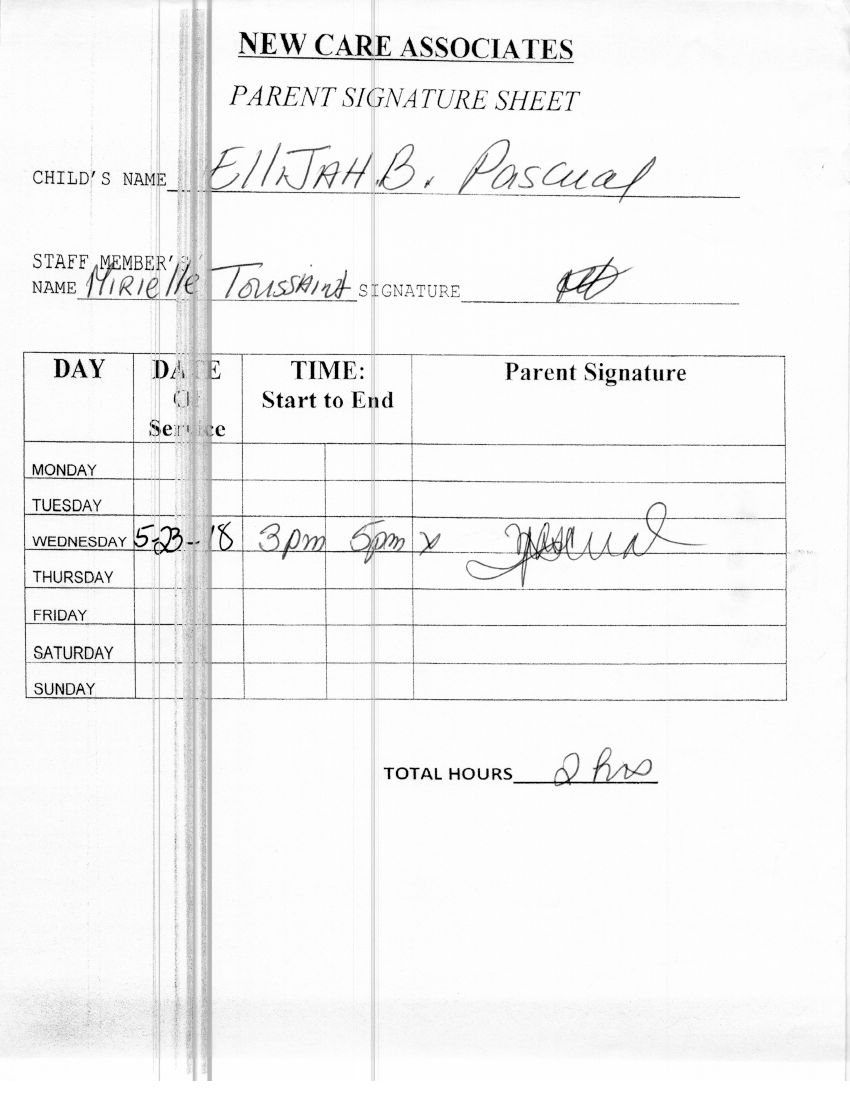 NEW CARE ASSOCIATES
PARENT SIGNATURE SHEET
CHILD'S NAME ElliJAH B. Pascual
STAFF MEMBER'S
NAME Mirielle Toussaint SIGNATURE
DAY DATE Of Service TIME: Start to End Parent Signature
MONDAY
TUESDAY
WEDNESDAY 5-23-18 3pm 5pm x
THURSDAY
FRIDAY
SATURDAY
SUNDAY
TOTAL HOURS 2 hrs